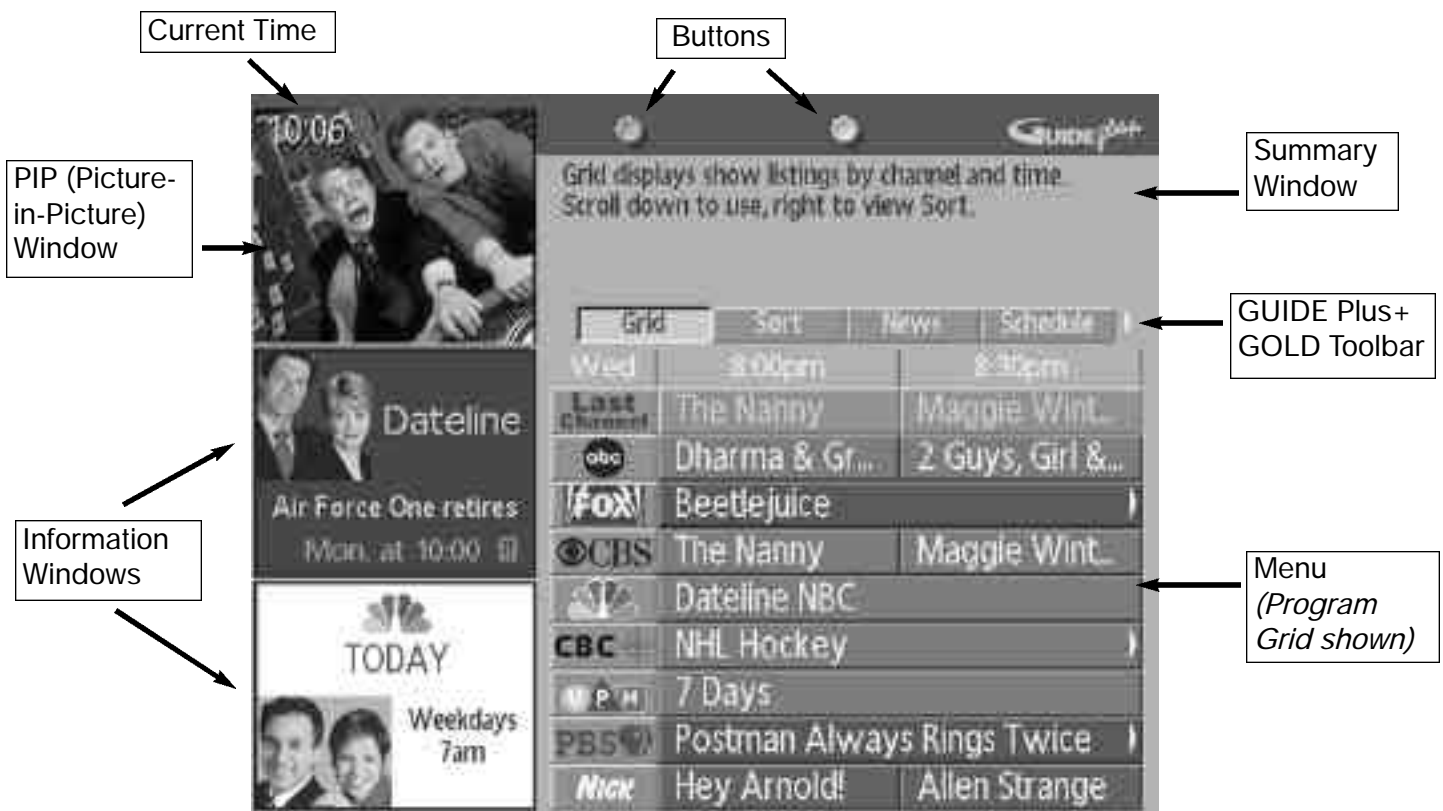 Current Time
Buttons
10:06
GUIDE plus+
PIP (Picture-
in-Picture)
Window
Summary
Window
Grid displays show listings by channel and time.
Scroll down to use, right to view Sort.
Grid Sort News Schedule
GUIDE Plus+
GOLD Toolbar
Wed 8:00pm 8:30pm
Last
Channel
The Nanny Maggie Wint...
Dateline
abc Dharma & Gr... 2 Guys, Girl &...
Air Force One retires
FOX Beetlejuice
Mon. at 10:00
CBS The Nanny Maggie Wint...
Information
Windows
Dateline NBC
Menu
(Program
Grid shown)
TODAY
CBC NHL Hockey
Weekdays
7am
U P N 7 Days
PBS Postman Always Rings Twice
NICK Hey Arnold! Allen Strange